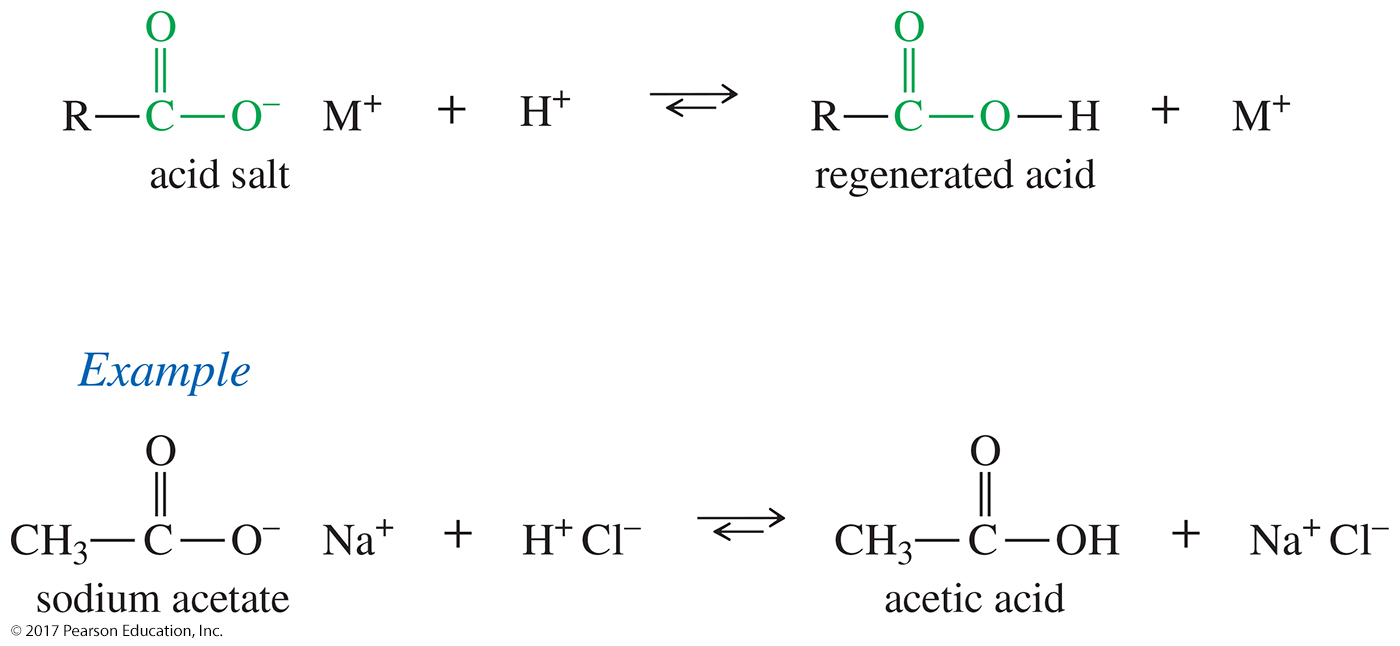 O
R—C—O⁻ M⁺ + H⁺ ⇌ R—C—O—H + M⁺
O
acid salt regenerated acid
Example
O O
CH₃—C—O⁻ Na⁺ + H⁺ Cl⁻ ⇌ CH₃—C—OH + Na⁺ Cl⁻
sodium acetate acetic acid
© 2017 Pearson Education, Inc.